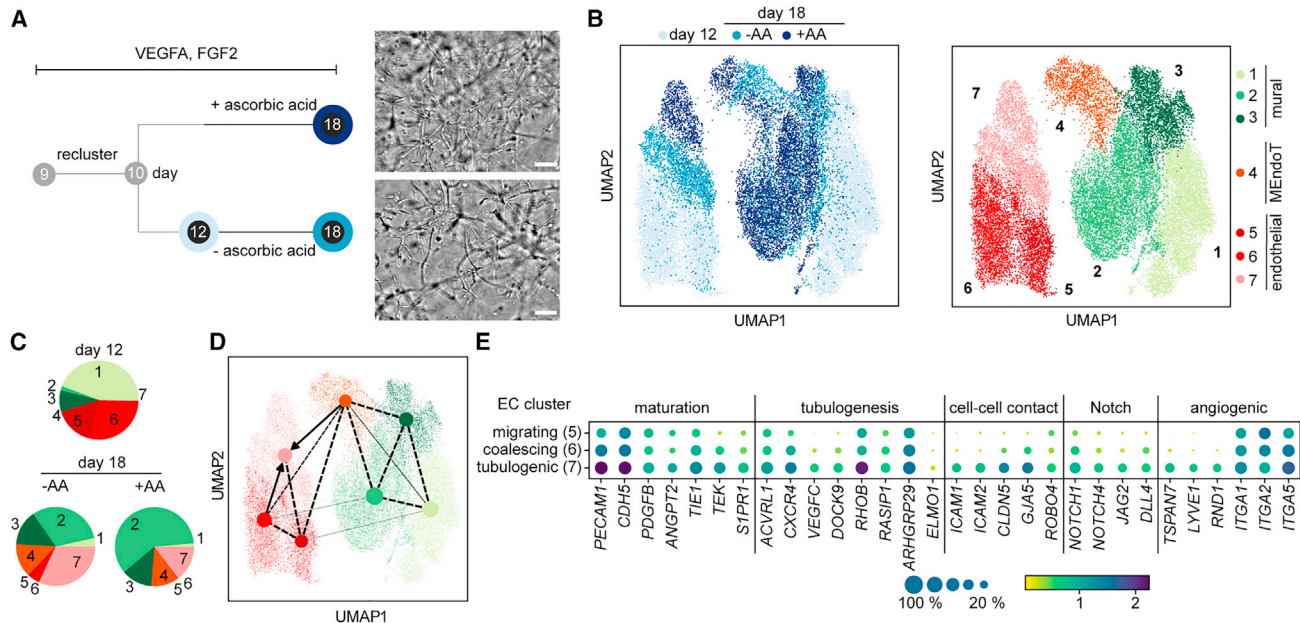 A
VEGFA, FGF2
+ ascorbic acid
18
recluster
9
10
day
12
18
- ascorbic acid
B
day 18
day 12
-AA
+AA
UMAP2
UMAP1
7
4
3
2
1
6
5
UMAP2
UMAP1
1
2
3
mural
4
MEndoT
5
6
7
endothelial
C
day 12
1
2
3
4
5
6
7
day 18
-AA
+AA
3
2
1
4
7
5
6
2
1
7
3
4
5
6
D
UMAP2
UMAP1
E
EC cluster
maturation
tubulogenesis
cell-cell contact
Notch
angiogenic
migrating (5)
coalescing (6)
tubulogenic (7)
PECAM1
CDH5
PDGFB
ANGPT2
TIE1
TEK
S1PR1
ACVRL1
CXCR4
VEGFC
DOCK9
RHOB
RASIP1
ARHGRP29
ELMO1
ICAM1
ICAM2
CLDN5
GJA5
ROBO4
NOTCH1
NOTCH4
JAG2
DLL4
TSPAN7
LYVE1
RND1
ITGA1
ITGA2
ITGA5
100 %
20 %
1
2